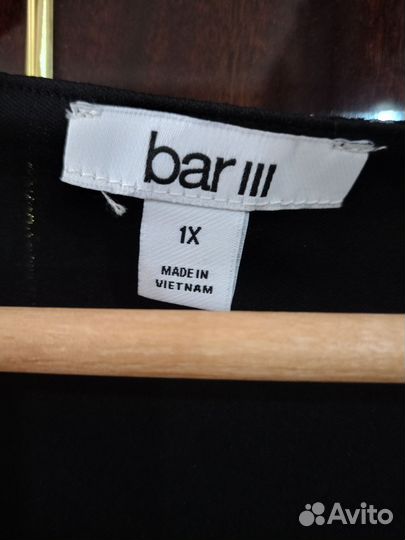 bar III
1X
MADE IN
VIETNAM
Avito